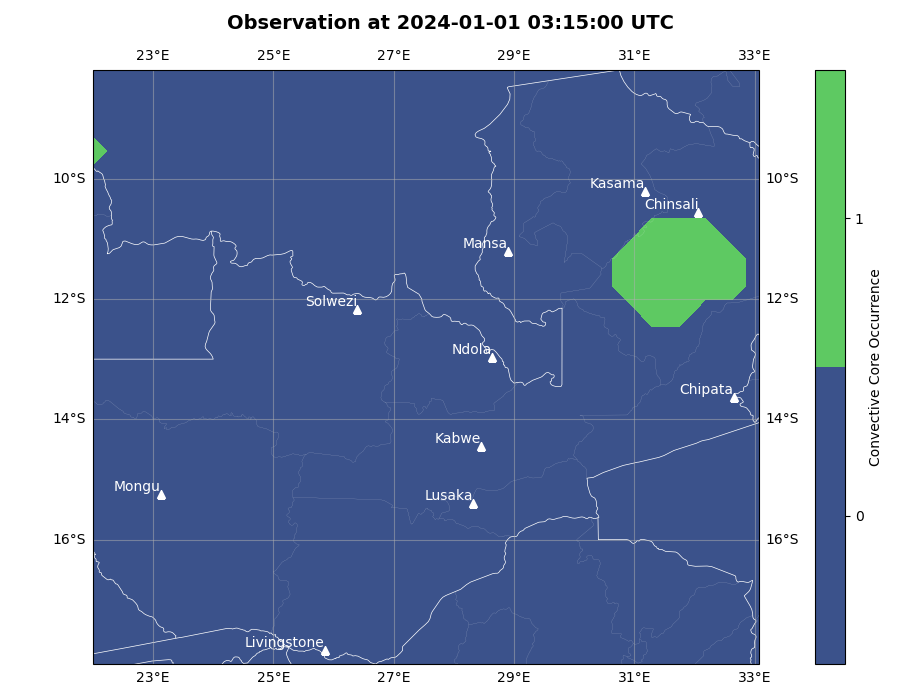 Observation at 2024-01-01 03:15:00 UTC
23°E 25°E 27°E 29°E 31°E 33°E
10°S 10°S
Kasama
Chinsali
1
Mansa
12°S 12°S
Solwezi
Ndola
Chipata
14°S 14°S
Kabwe
Mongu
Lusaka
0
16°S 16°S
Livingstone
23°E 25°E 27°E 29°E 31°E 33°E
Convective Core Occurrence